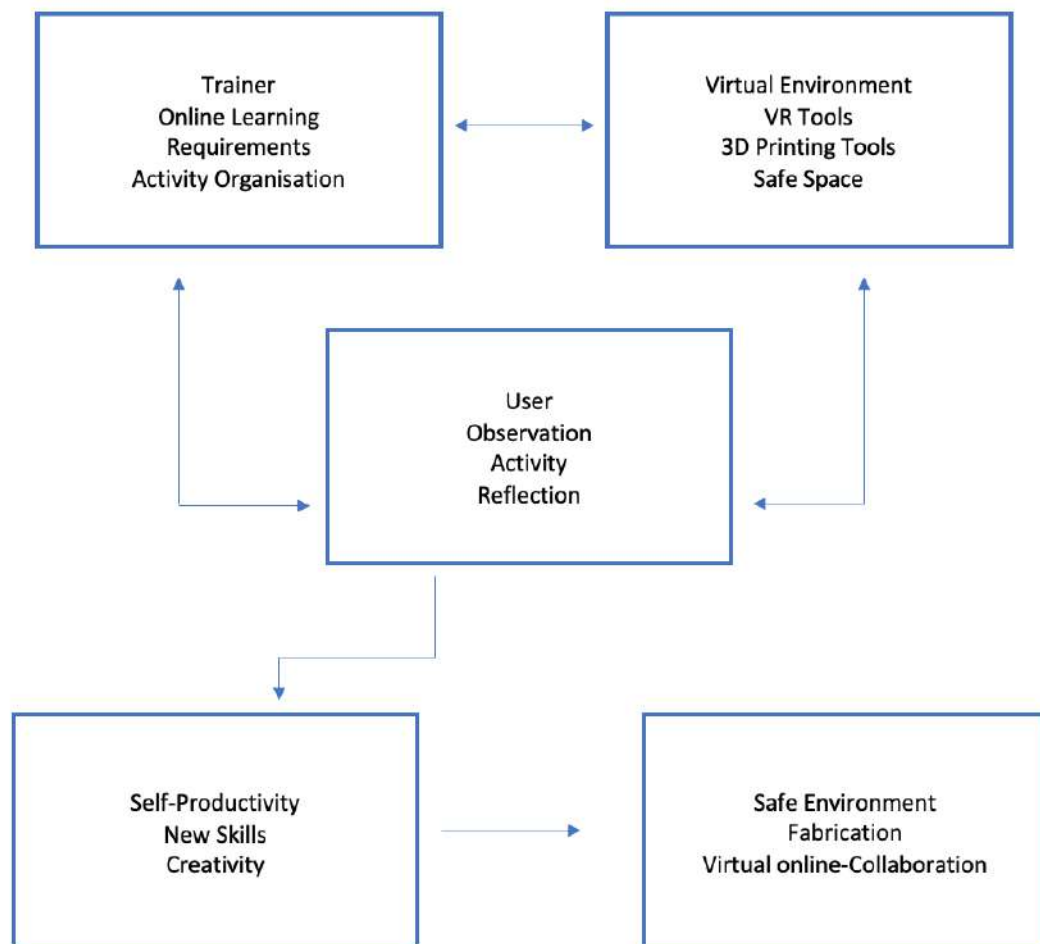 Trainer
Online Learning
Requirements
Activity Organisation
Virtual Environment
VR Tools
3D Printing Tools
Safe Space
User
Observation
Activity
Reflection
Self-Productivity
New Skills
Creativity
Safe Environment
Fabrication
Virtual online-Collaboration